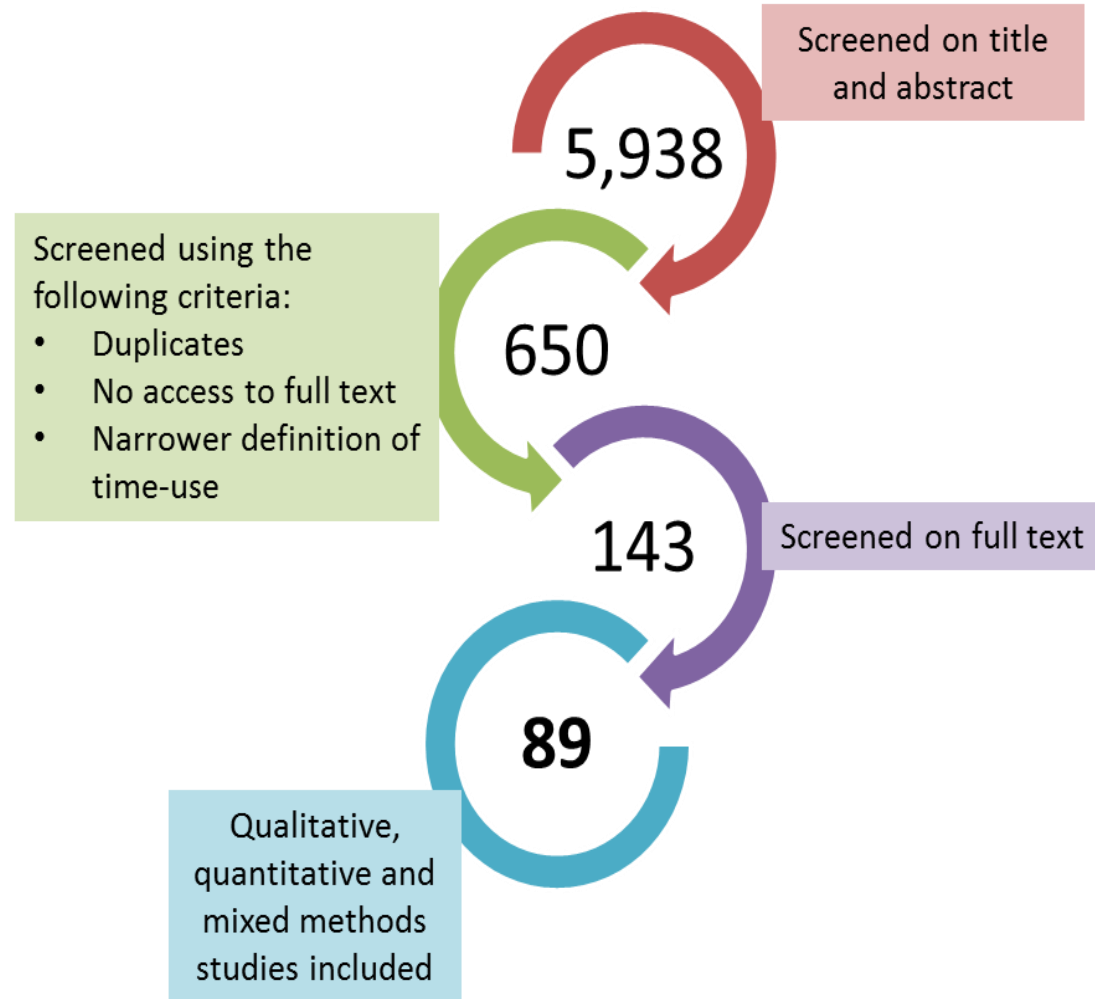 Screened on title
and abstract
5,938
Screened using the
following criteria:
• Duplicates
• No access to full text
• Narrower definition of
time-use
650
143
Screened on full text
89
Qualitative,
quantitative and
mixed methods
studies included